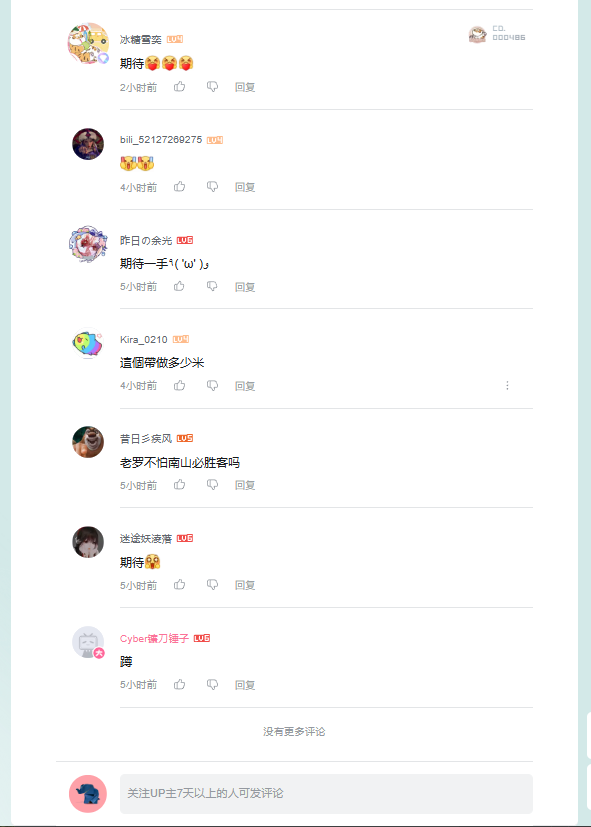 冰糖雪奕 LV4
CD.
000486
期待
2小时前 回复
bili_52127269275 LV4
4小时前 回复
昨日の余光 LV6
期待一手٩( 'ω' )و
5小时前 回复
Kira_0210 LV4
這個帶做多少米
4小时前 回复
昔日彡疾风 LV5
老罗不怕南山必胜客吗
5小时前 回复
迷途妖凌落 LV6
期待
5小时前 回复
Cyber镰刀锤子 LV6
大
蹲
5小时前 回复
没有更多评论
关注UP主7天以上的人可发评论